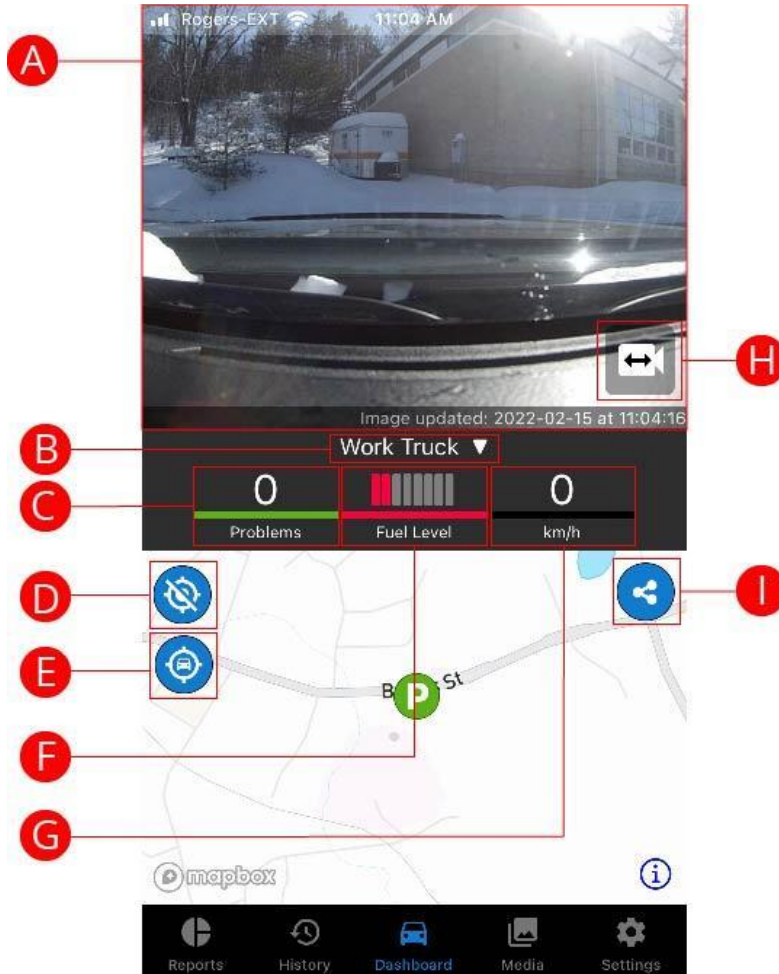 Rogers-EXT 11:04 AM
A
H
Image updated: 2022-02-15 at 11:04:16
B
Work Truck ▼
C
0
0
Problems
Fuel Level
km/h
D
I
E
P
St
F
G
mapbox
i
Reports
History
Dashboard
Media
Settings